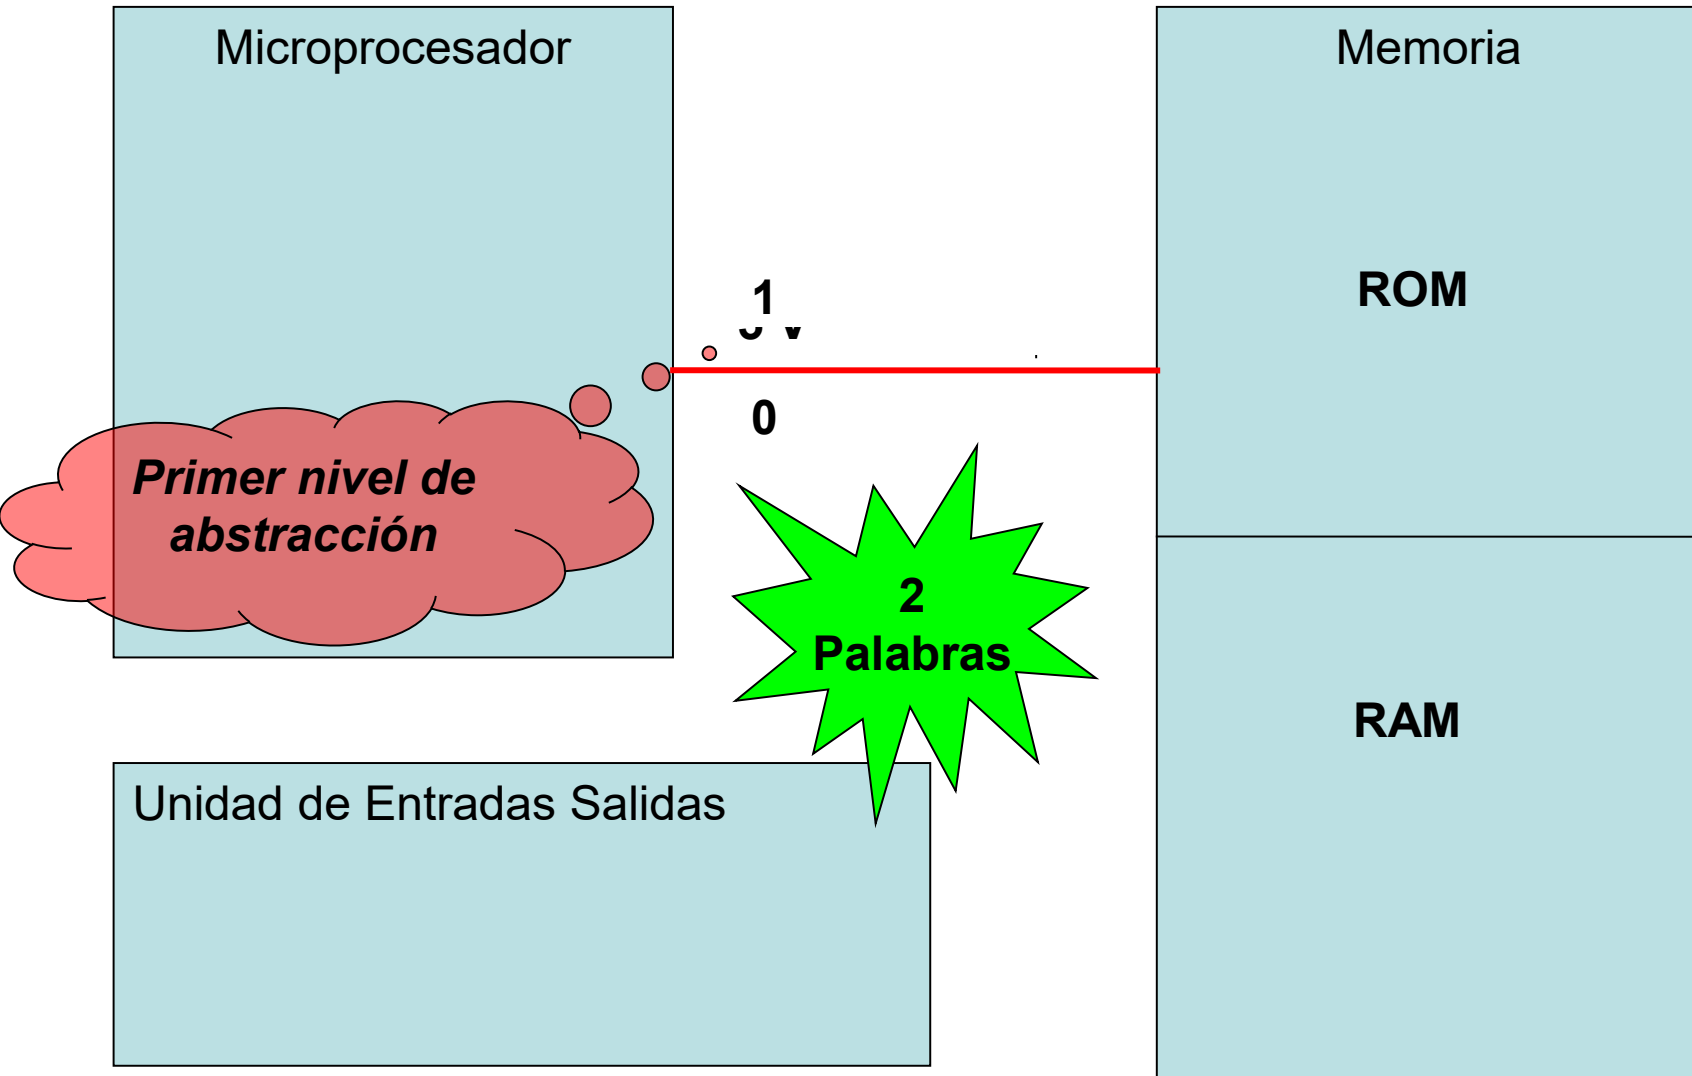 Microprocesador
Memoria
ROM
1
0
Primer nivel de
abstracción
2
Palabras
RAM
Unidad de Entradas Salidas